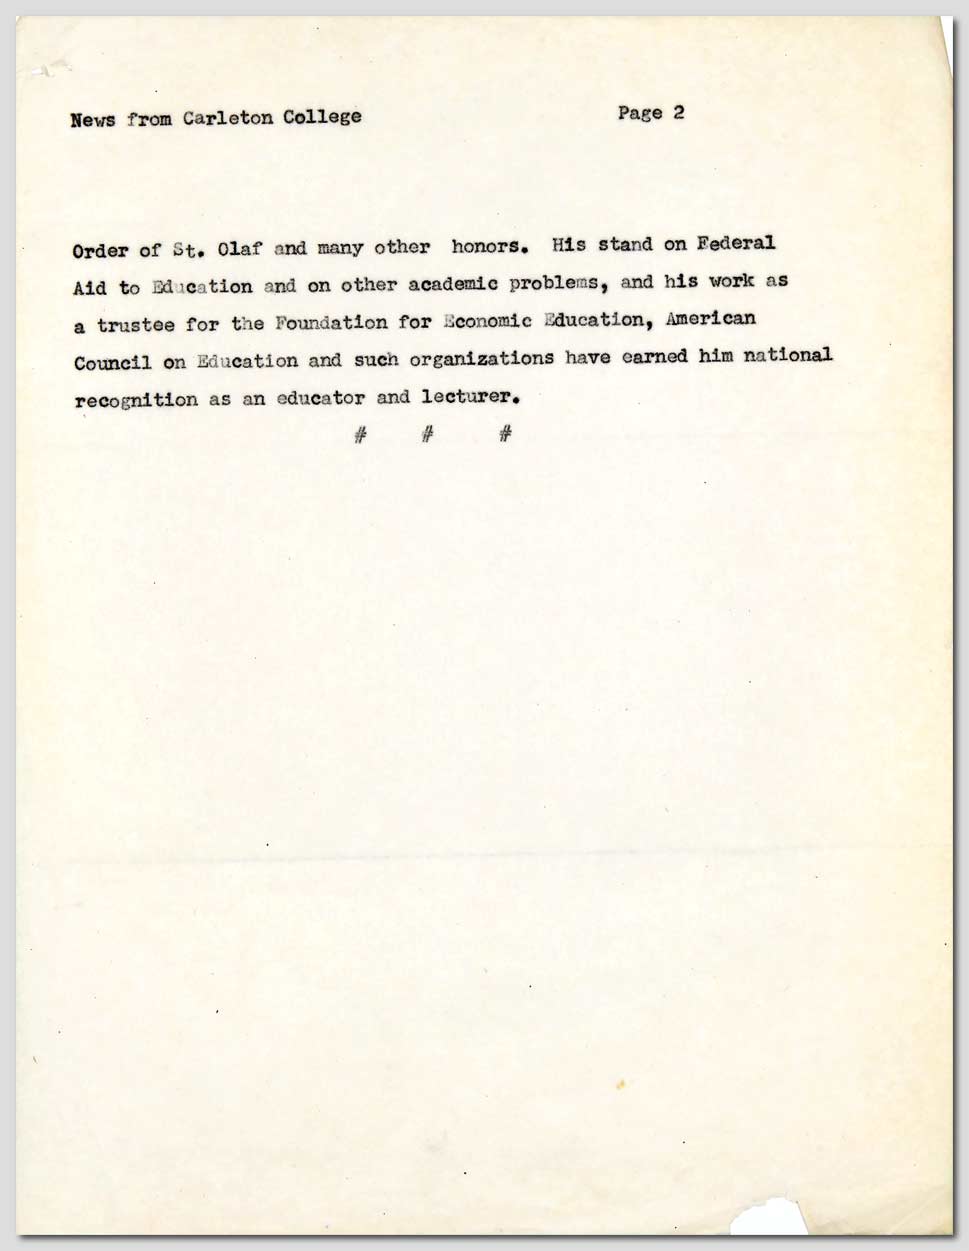 News from Carleton College Page 2
Order of St. Olaf and many other honors. His stand on Federal
Aid to Education and on other academic problems, and his work as
a trustee for the Foundation for Economic Education, American
Council on Education and such organizations have earned him national
recognition as an educator and lecturer.
# # #